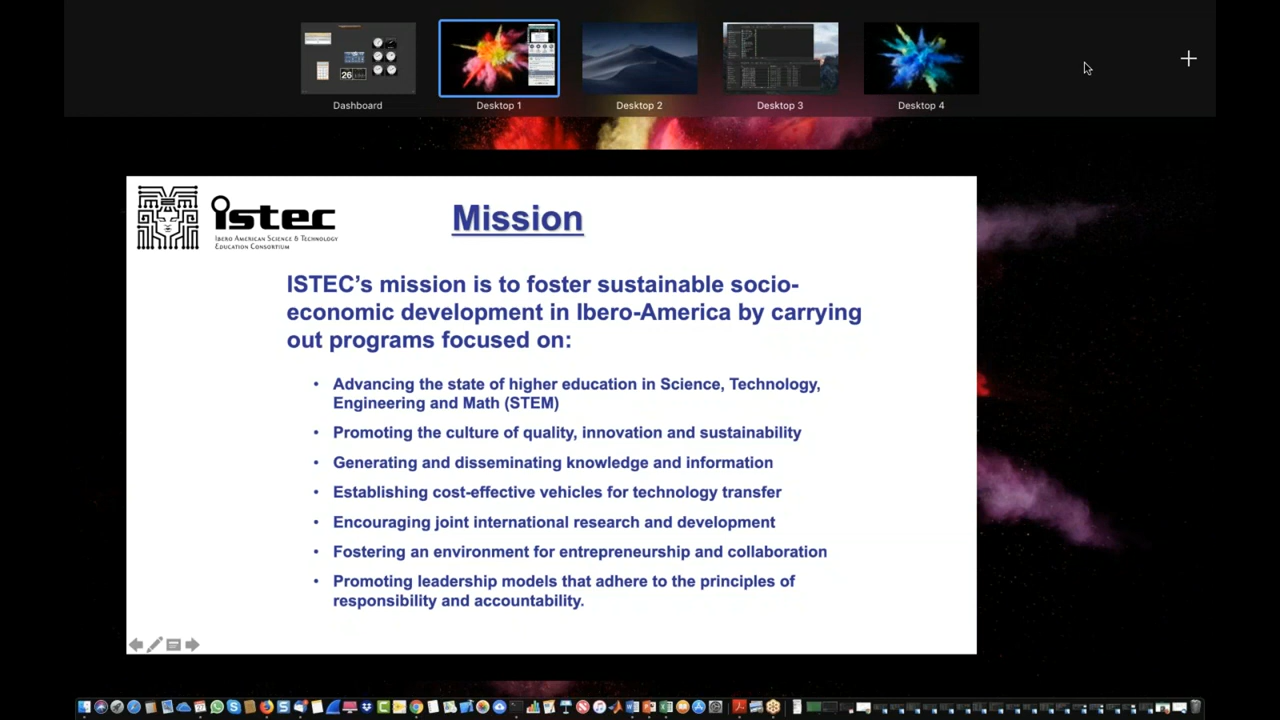 Dashboard
Desktop 1
Desktop 2
Desktop 3
Desktop 4
26
istec
Ibero American Science & Technology
Education Consortium
Mission
ISTEC’s mission is to foster sustainable socio-
economic development in Ibero-America by carrying
out programs focused on:
• Advancing the state of higher education in Science, Technology,
Engineering and Math (STEM)
• Promoting the culture of quality, innovation and sustainability
• Generating and disseminating knowledge and information
• Establishing cost-effective vehicles for technology transfer
• Encouraging joint international research and development
• Fostering an environment for entrepreneurship and collaboration
• Promoting leadership models that adhere to the principles of
responsibility and accountability.